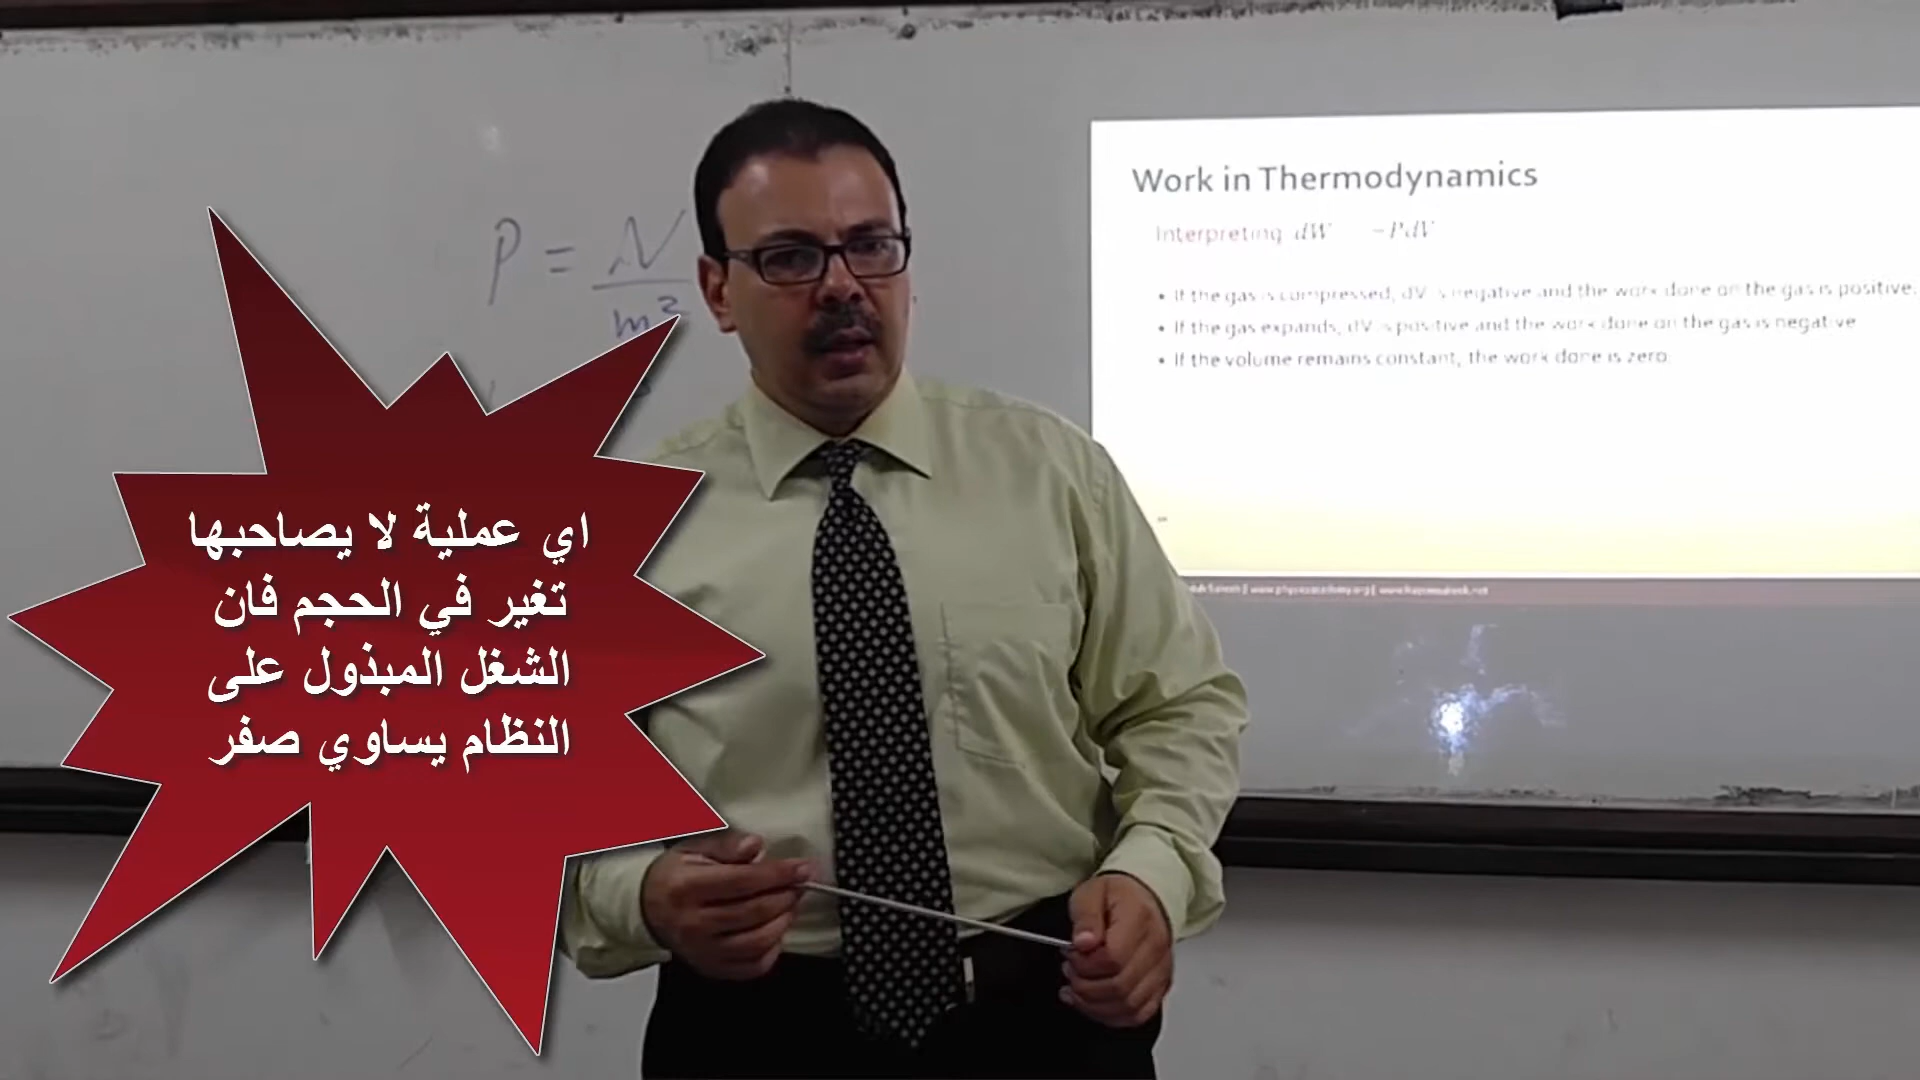 P = N
m²
Work in Thermodynamics
Interpreting dW -PdV
• If the gas is compressed, dV is negative and the work done on the gas is positive.
• If the gas expands, dV is positive and the work done on the gas is negative
• If the volume remains constant, the work done is zero
اي عملية لا يصاحبها
تغير في الحجم فان
الشغل المبذول على
النظام يساوي صفر